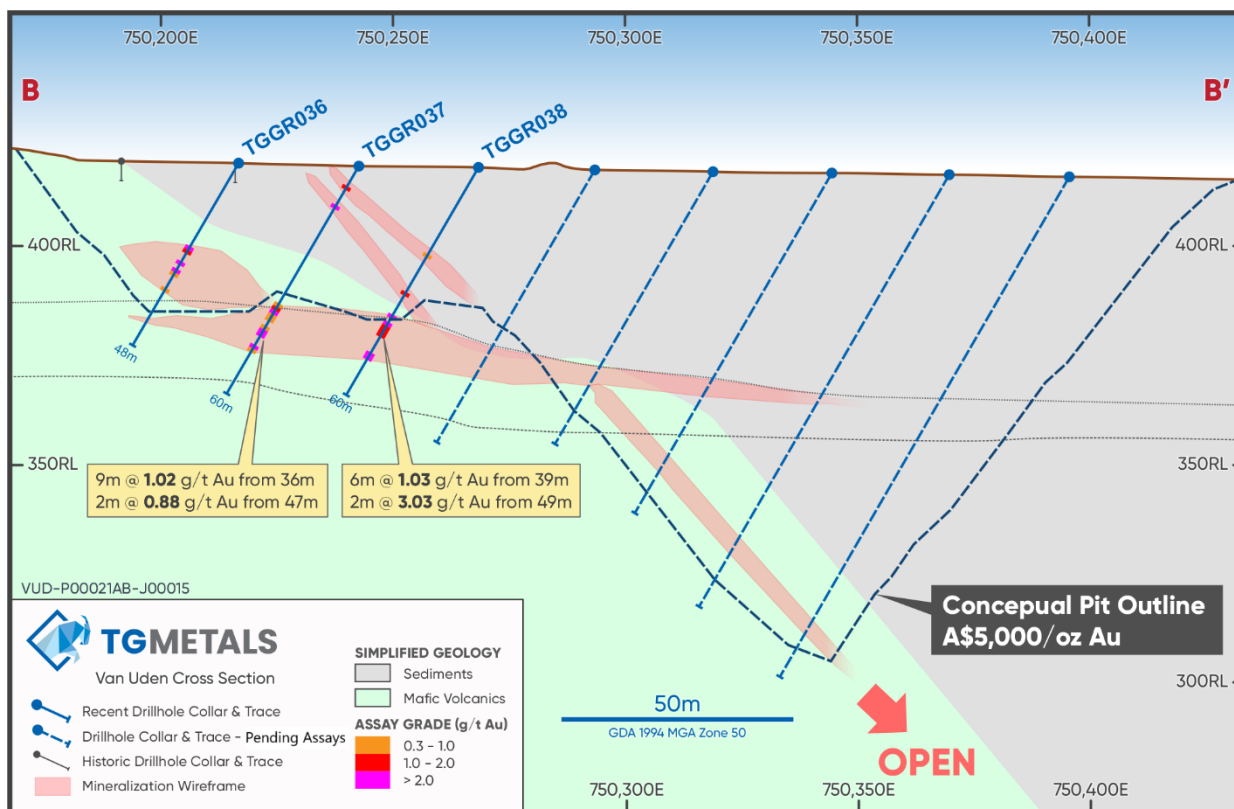 750,200E
750,250E
750,300E
750,350E
750,400E
B
B'
TGGR036
TGGR037
TGGR038
400RL
400RL
48m
60m
60m
350RL
350RL
9m @ 1.02 g/t Au from 36m
2m @ 0.88 g/t Au from 47m
6m @ 1.03 g/t Au from 39m
2m @ 3.03 g/t Au from 49m
VUD-P00021AB-J00015
Concepual Pit Outline
A$5,000/oz Au
TGMETALS
Van Uden Cross Section
Recent Drillhole Collar & Trace
Drillhole Collar & Trace - Pending Assays
Historic Drillhole Collar & Trace
Mineralization Wireframe
SIMPLIFIED GEOLOGY
Sediments
Mafic Volcanics
ASSAY GRADE (g/t Au)
0.3 - 1.0
1.0 - 2.0
> 2.0
50m
GDA 1994 MGA Zone 50
300RL
OPEN
750,300E
750,350E
750,400E